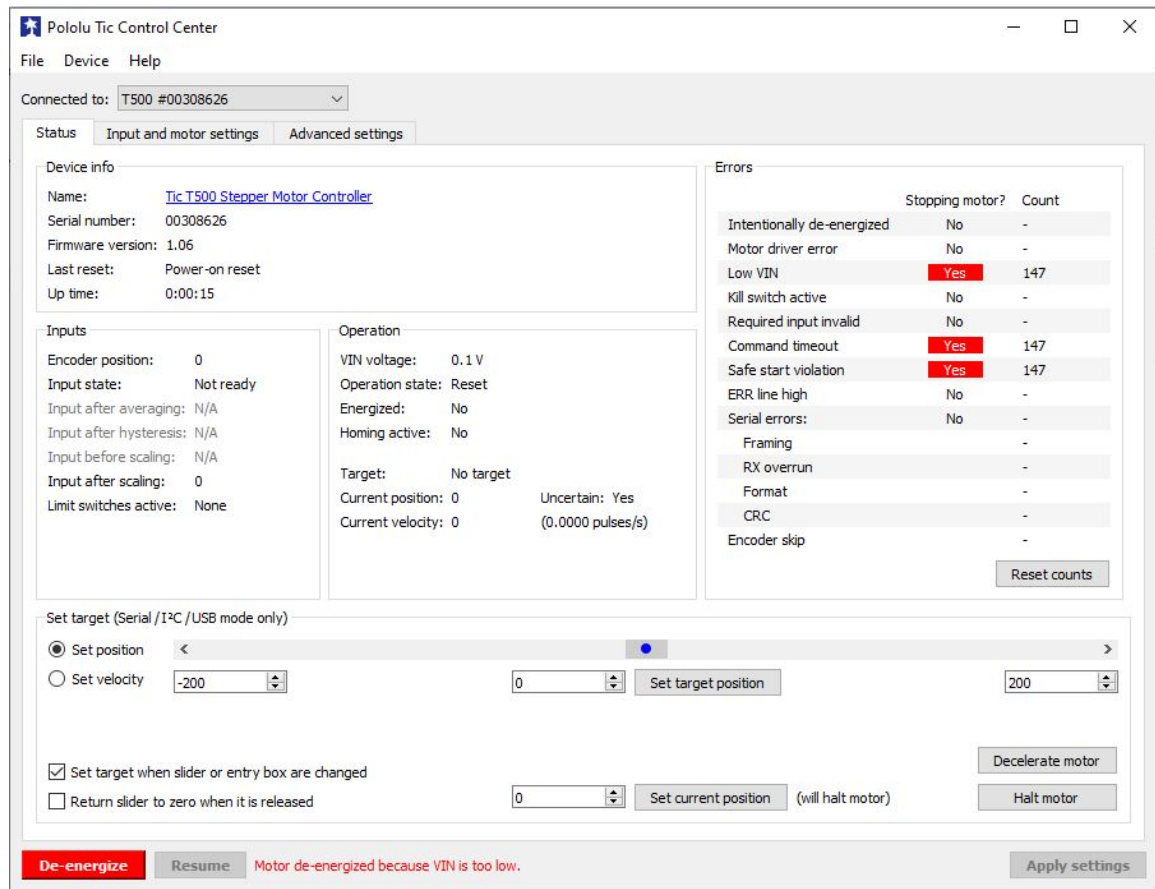 Pololu Tic Control Center
File Device Help
Connected to: T500 #00308626
Status Input and motor settings Advanced settings
Device info
Name: Tic T500 Stepper Motor Controller
Serial number: 00308626
Firmware version: 1.06
Last reset: Power-on reset
Up time: 0:00:15
Inputs
Encoder position: 0
Input state: Not ready
Input after averaging: N/A
Input after hysteresis: N/A
Input before scaling: N/A
Input after scaling: 0
Limit switches active: None
Operation
VIN voltage: 0.1 V
Operation state: Reset
Energized: No
Homing active: No
Target: No target
Current position: 0 Uncertain: Yes
Current velocity: 0 (0.0000 pulses/s)
Errors
Stopping motor? Count
Intentionally de-energized No -
Motor driver error No -
Low VIN Yes 147
Kill switch active No -
Required input invalid No -
Command timeout Yes 147
Safe start violation Yes 147
ERR line high No -
Serial errors: No -
Framing -
RX overrun -
Format -
CRC -
Encoder skip -
Reset counts
Set target (Serial /I²C /USB mode only)
Set position
Set velocity -200 0 Set target position 200
Decelerate motor
Set target when slider or entry box are changed
Return slider to zero when it is released 0 Set current position (will halt motor) Halt motor
De-energize Resume Motor de-energized because VIN is too low. Apply settings